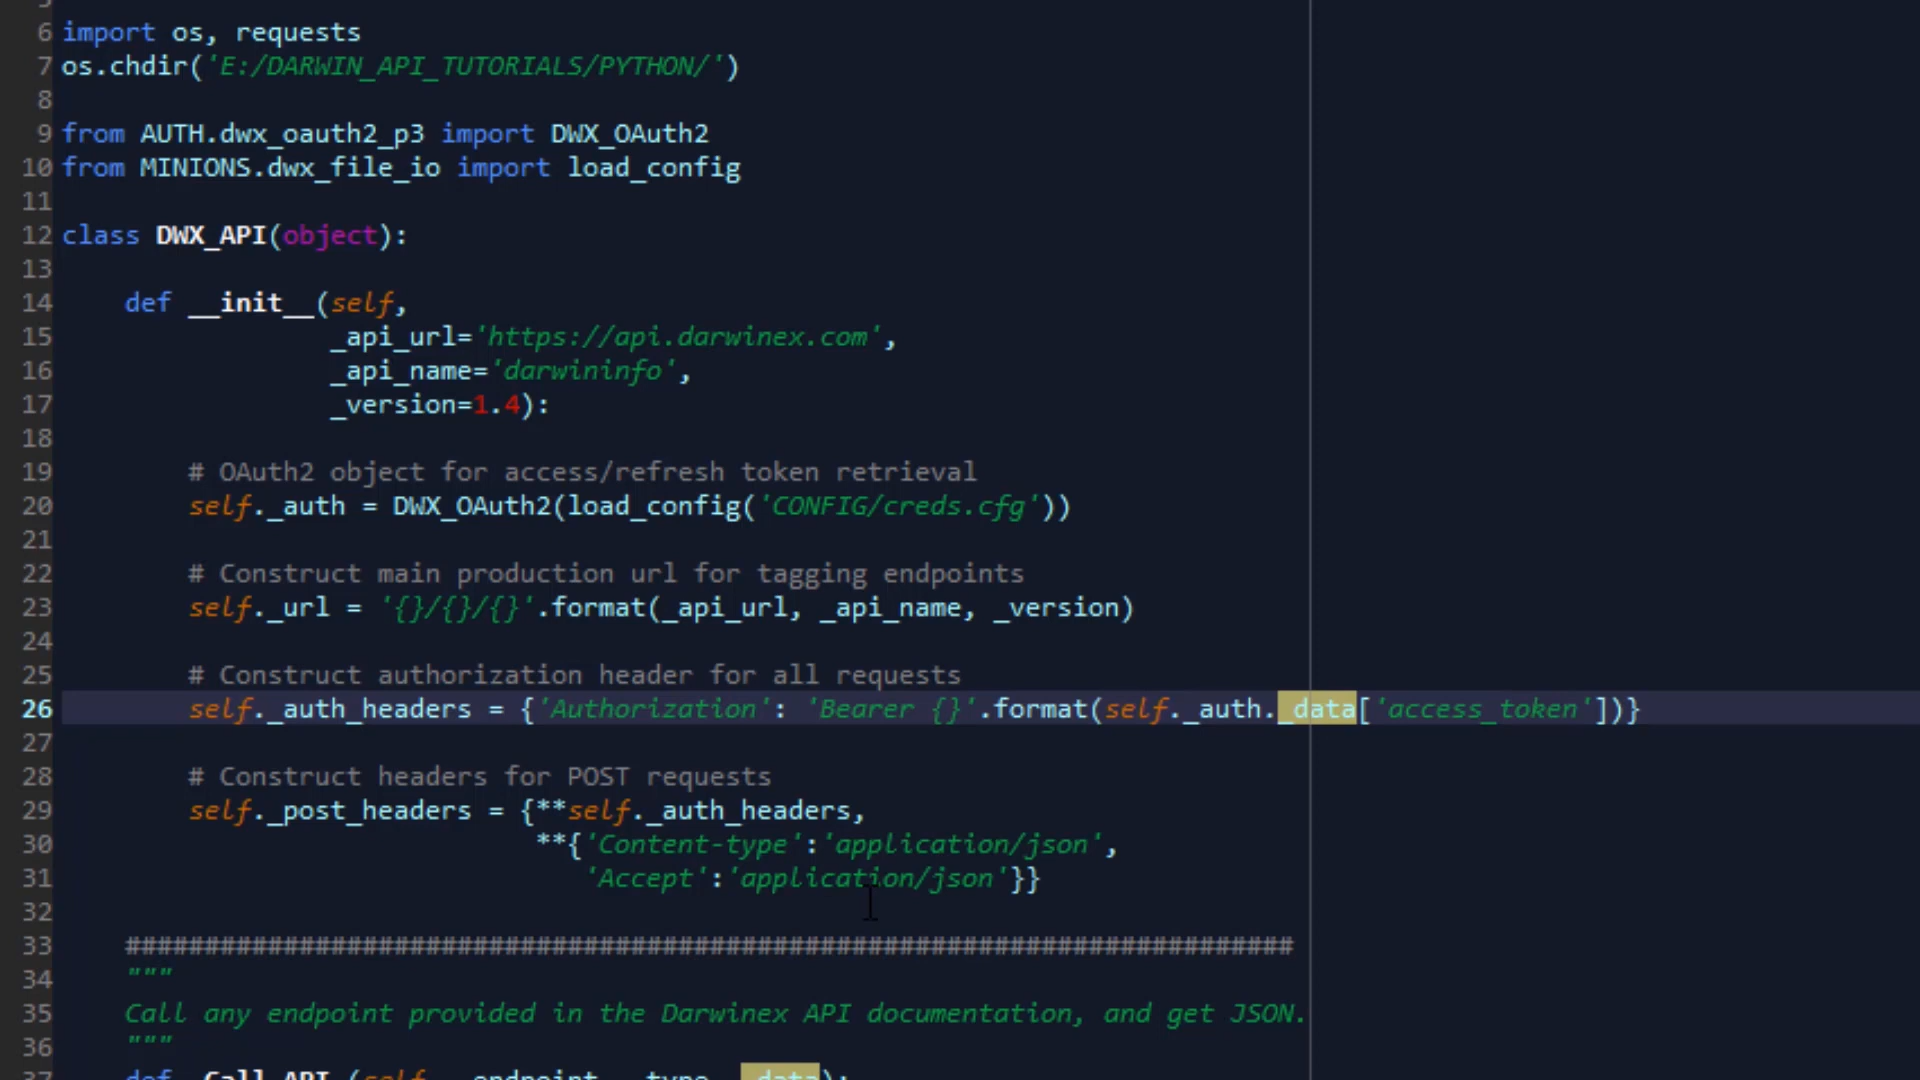 6 import os, requests
7 os.chdir('E:/DARWIN_API_TUTORIALS/PYTHON/')
8
9 from AUTH.dwx_oauth2_p3 import DWX_OAuth2
10 from MINIONS.dwx_file_io import load_config
11
12 class DWX_API(object):
13
14     def __init__(self,
15                  _api_url='https://api.darwinex.com',
16                  _api_name='darwininfo',
17                  _version=1.4):
18
19         # OAuth2 object for access/refresh token retrieval
20         self._auth = DWX_OAuth2(load_config('CONFIG/creds.cfg'))
21
22         # Construct main production url for tagging endpoints
23         self._url = '{}/{}/{}'.format(_api_url, _api_name, _version)
24
25         # Construct authorization header for all requests
26         self._auth_headers = {'Authorization': 'Bearer {}'.format(self._auth._data['access_token'])}
27
28         # Construct headers for POST requests
29         self._post_headers = {**self._auth_headers,
30                               **{'Content-type':'application/json',
31                                  'Accept':'application/json'}}
32
33     ##########################################################################
34     """
35     Call any endpoint provided in the Darwinex API documentation, and get JSON.
36     """
37     def _Call_API_(self, _endpoint, _type, _data):